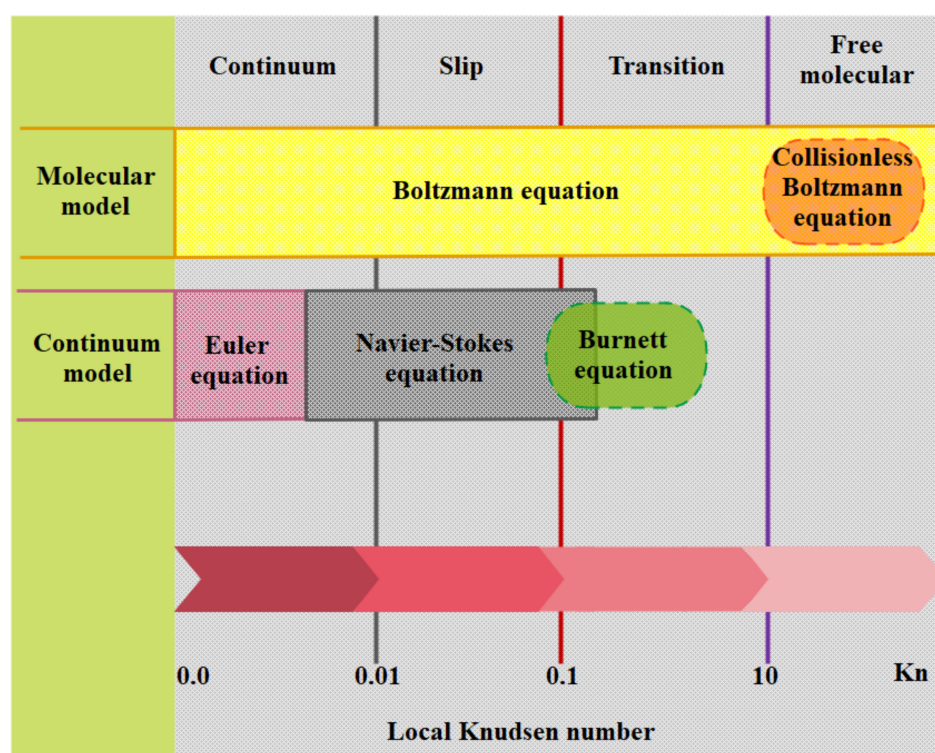 Continuum
Slip
Transition
Free
molecular
Molecular
model
Boltzmann equation
Collisionless
Boltzmann
equation
Continuum
model
Euler
equation
Navier-Stokes
equation
Burnett
equation
0.0
0.01
0.1
10
Kn
Local Knudsen number